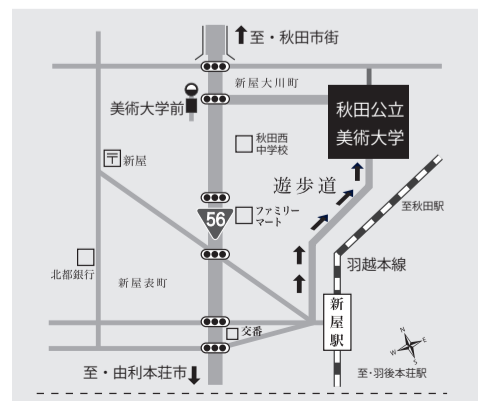 至・秋田市街
新屋大川町
美術大学前
秋田公立
美術大学
秋田西
中学校
〒
新屋
遊歩道
至秋田駅
56
ファミリー
マート
羽越本線
北都銀行
新屋表町
新屋駅
交番
N
E
W
S
至・由利本荘市
至・羽後本荘駅